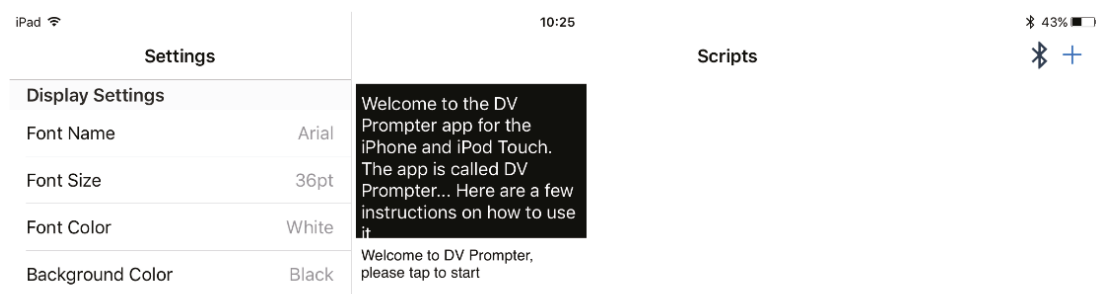 iPad
10:25
43%
Settings
Scripts
Display Settings
Font Name Arial
Font Size 36pt
Font Color White
Background Color Black
Welcome to the DV
Prompter app for the
iPhone and iPod Touch.
The app is called DV
Prompter... Here are a few
instructions on how to use
it
Welcome to DV Prompter,
please tap to start